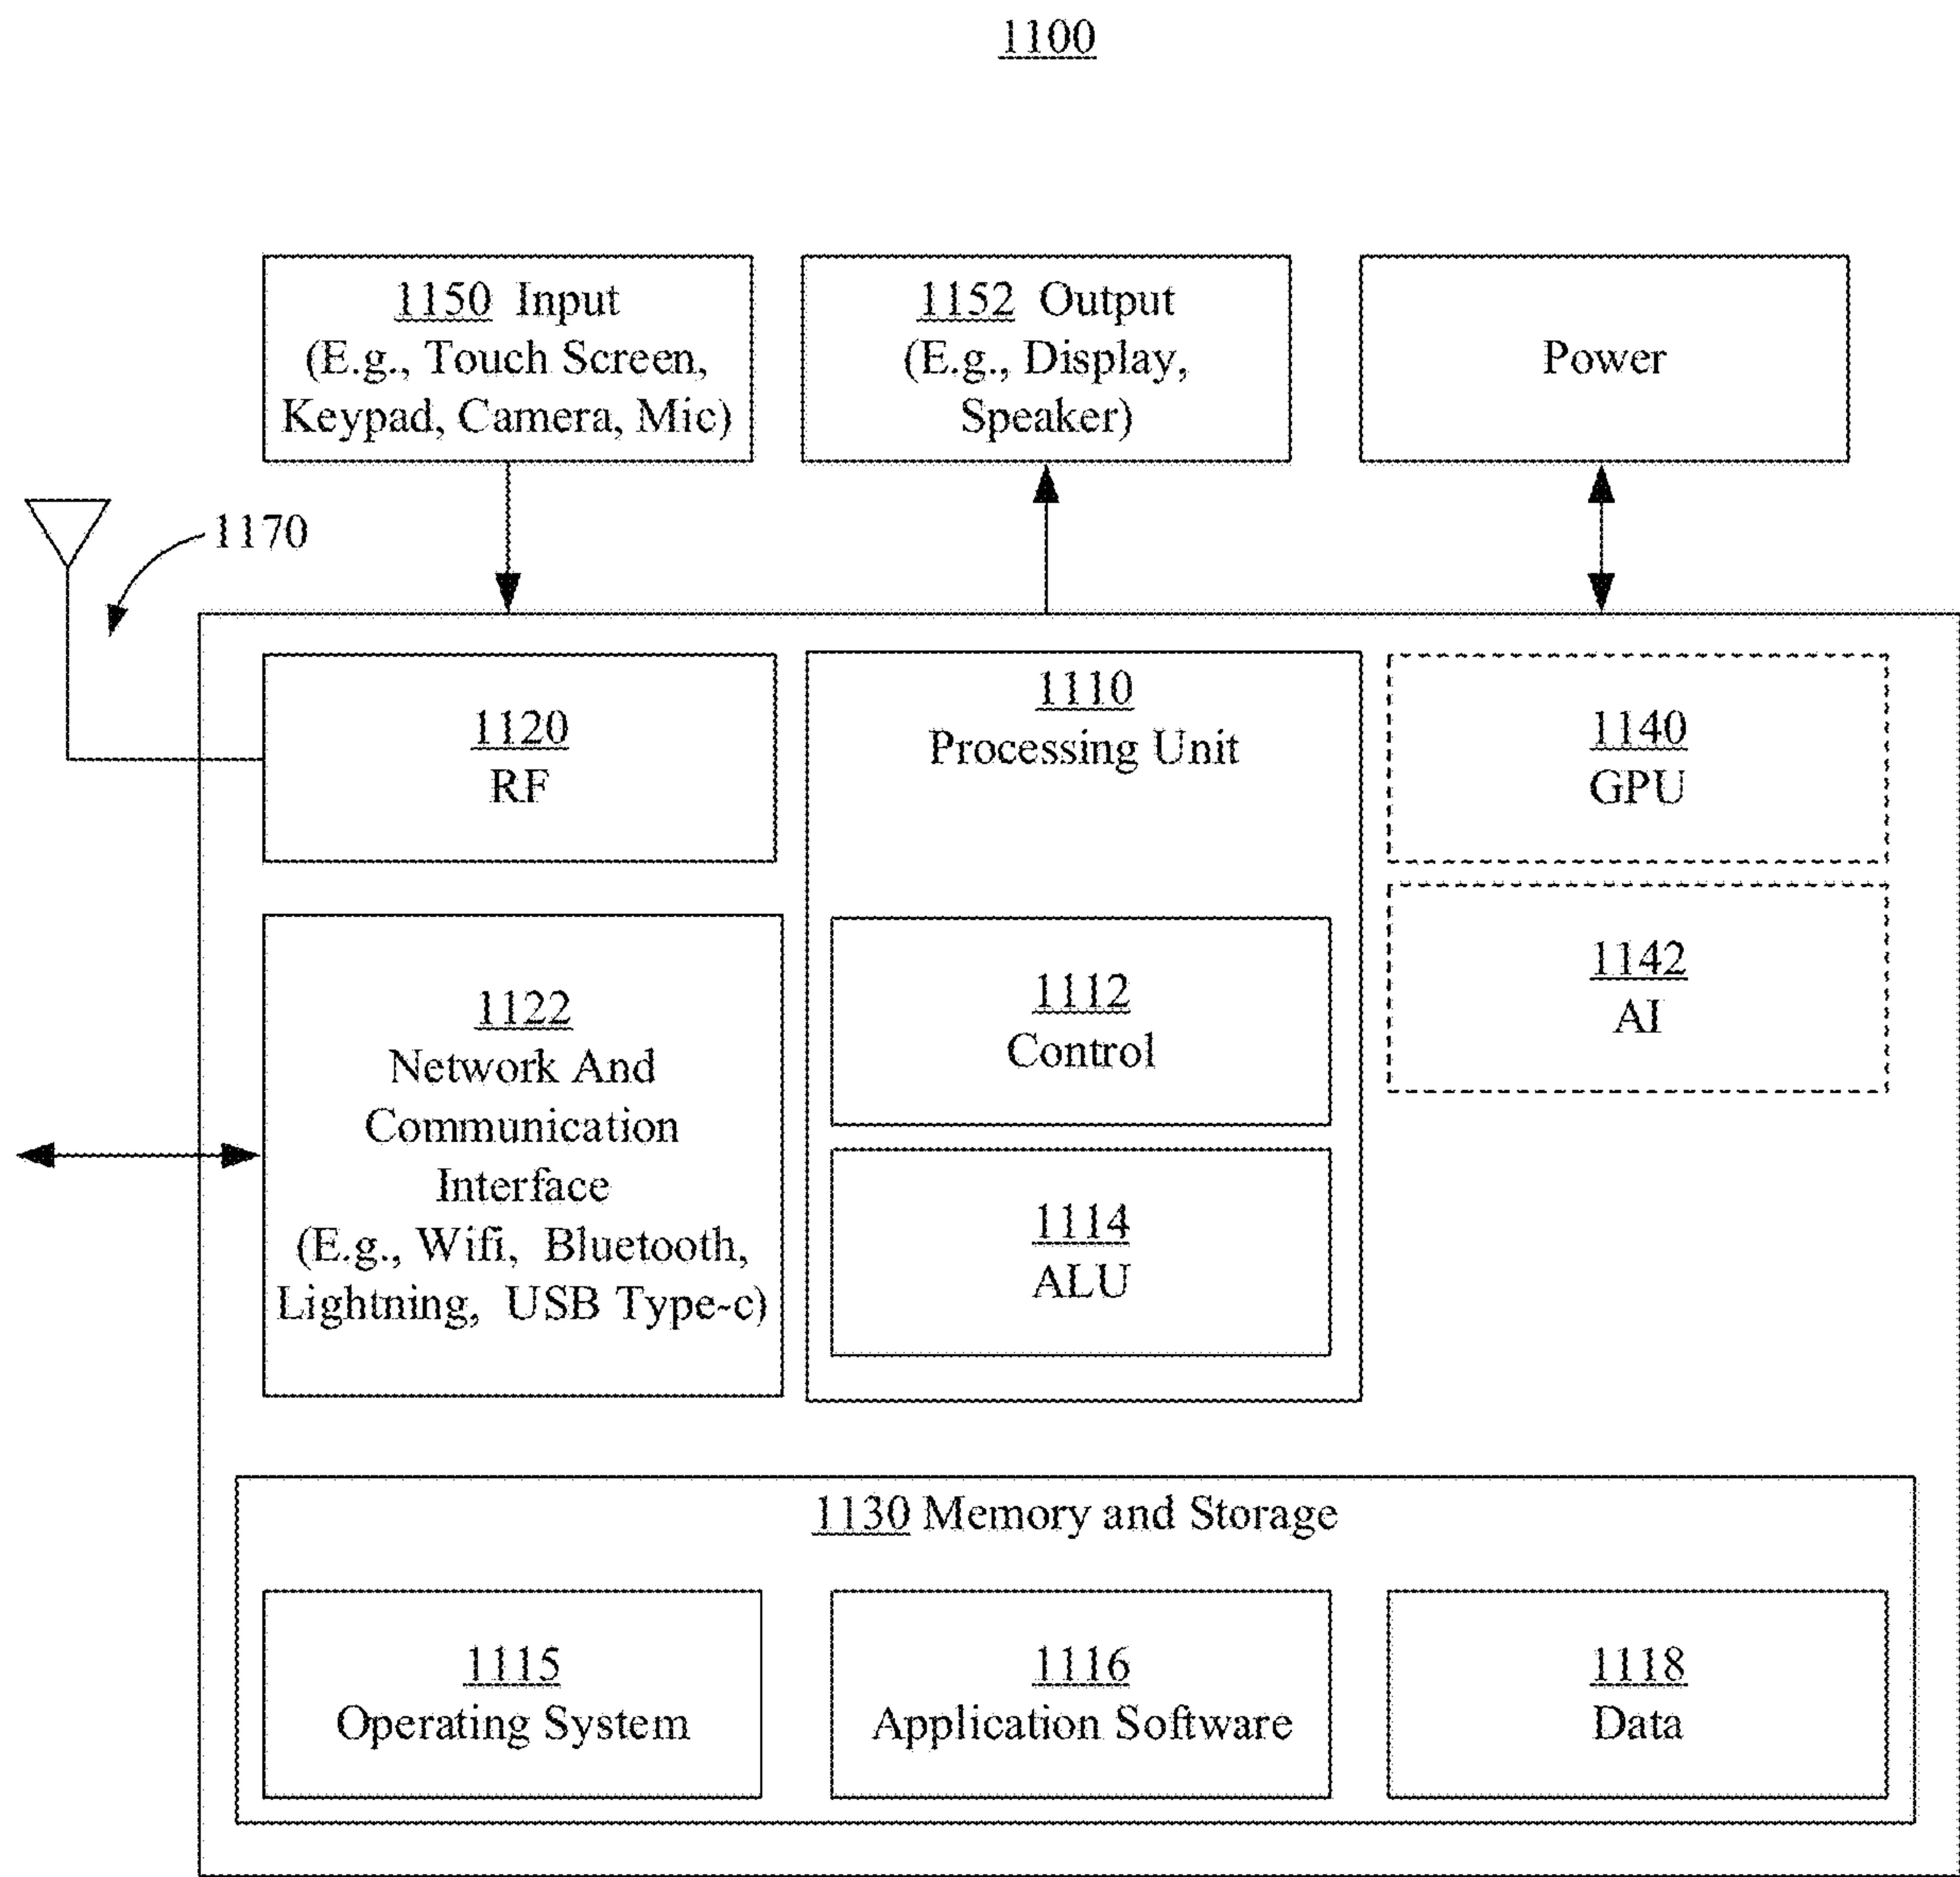 1100
1150 Input
(E.g., Touch Screen,
Keypad, Camera, Mic)
1152 Output
(E.g., Display,
Speaker)
Power
1170
1120
RF
1110
Processing Unit
1140
GPU
1122
Network And
Communication
Interface
(E.g., Wifi, Bluetooth,
Lightning, USB Type-c)
1112
Control
1142
AI
1114
ALU
1130 Memory and Storage
1115
Operating System
1116
Application Software
1118
Data